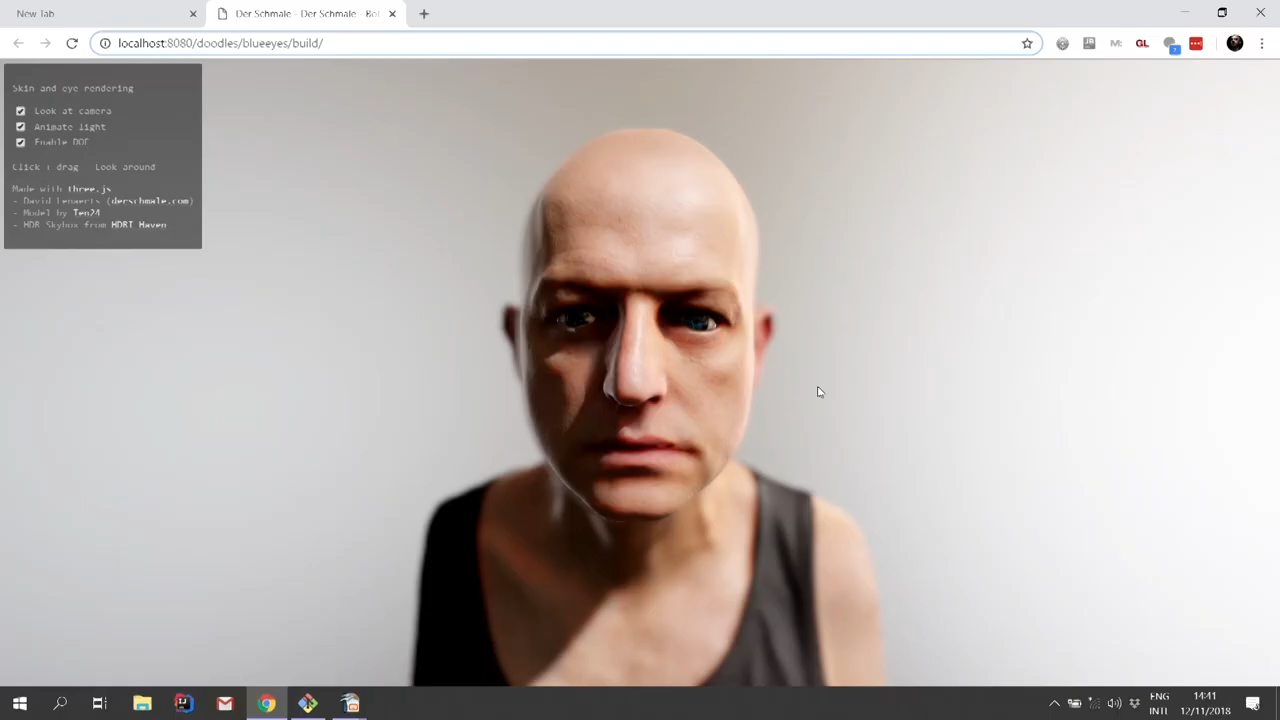 New Tab
Der Schmale - Der Schmale - Bo
localhost:8080/doodles/blueeyes/build/
GL
Skin and eye rendering
Look at camera
Animate light
Enable DOF
Click + drag Look around
Made with three.js
- David Lenaerts (derschmale.com)
- Model by Ten24
- HDR Skybox from HDRI Haven
ENG
INTL
14:41
12/11/2018